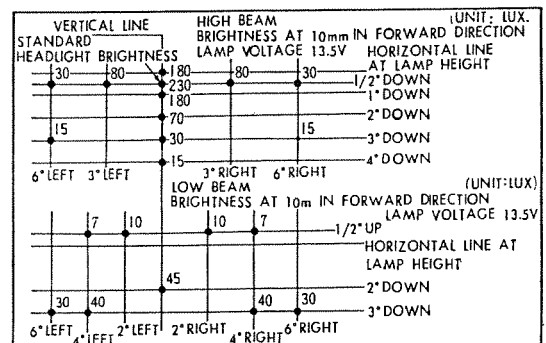 VERTICAL LINE
HIGH BEAM
(UNIT: LUX.
STANDARD
BRIGHTNESS AT 10mm IN FORWARD DIRECTION
HEADLIGHT BRIGHTNESS
LAMP VOLTAGE 13.5V
HORIZONTAL LINE
AT LAMP HEIGHT
30 80 180 80 30
230
1/2° DOWN
180
1° DOWN
70
2° DOWN
15 30 15
3° DOWN
15
4° DOWN
6° LEFT 3° LEFT 3° RIGHT 6° RIGHT
LOW BEAM
(UNIT:LUX)
BRIGHTNESS AT 10m IN FORWARD DIRECTION
LAMP VOLTAGE 13.5V
7 10 10 7
1/2° UP
HORIZONTAL LINE AT
LAMP HEIGHT
45
2° DOWN
30 40 40 30
3° DOWN
6° LEFT 4° LEFT 2° LEFT 2° RIGHT 4° RIGHT 6° RIGHT